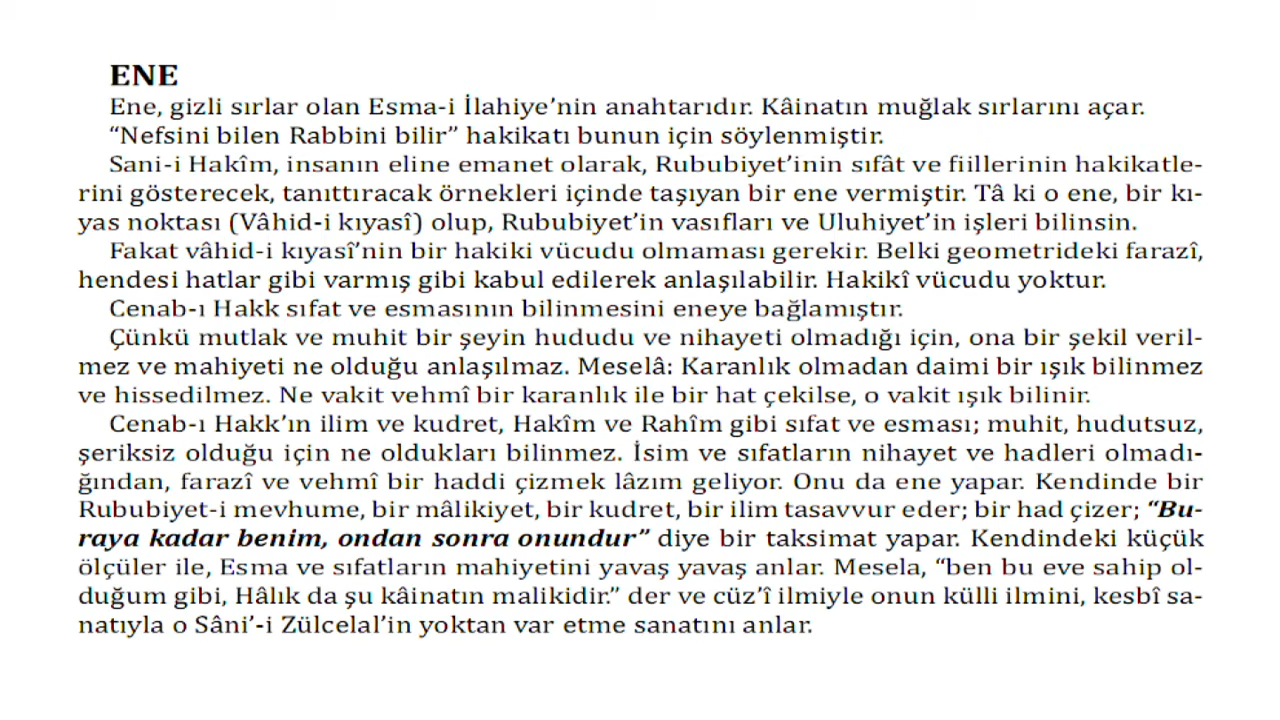 ENE
Ene, gizli sırlar olan Esma-i İlahiye’nin anahtarıdır. Kâinatın muğlak sırlarını açar.
“Nefsini bilen Rabbini bilir” hakikatı bunun için söylenmiştir.
Sani-i Hakîm, insanın eline emanet olarak, Rububiyet’inin sıfât ve fiillerinin hakikatle-
rini gösterecek, tanıttıracak örnekleri içinde taşıyan bir ene vermiştir. Tâ ki o ene, bir kı-
yas noktası (Vâhid-i kıyasî) olup, Rububiyet’in vasıfları ve Uluhiyet’in işleri bilinsin.
Fakat vâhid-i kıyasî’nin bir hakiki vücudu olmaması gerekir. Belki geometrideki farazî,
hendesi hatlar gibi varmış gibi kabul edilerek anlaşılabilir. Hakikî vücudu yoktur.
Cenab-ı Hakk sıfat ve esmasının bilinmesini eneye bağlamıştır.
Çünkü mutlak ve muhit bir şeyin hududu ve nihayeti olmadığı için, ona bir şekil veril-
mez ve mahiyeti ne olduğu anlaşılmaz. Meselâ: Karanlık olmadan daimi bir ışık bilinmez
ve hissedilmez. Ne vakit vehmî bir karanlık ile bir hat çekilse, o vakit ışık bilinir.
Cenab-ı Hakk’ın ilim ve kudret, Hakîm ve Rahîm gibi sıfat ve esması; muhit, hudutsuz,
şeriksiz olduğu için ne oldukları bilinmez. İsim ve sıfatların nihayet ve hadleri olmadı-
ğından, farazî ve vehmî bir haddi çizmek lâzım geliyor. Onu da ene yapar. Kendinde bir
Rububiyet-i mevhume, bir mâlikiyet, bir kudret, bir ilim tasavvur eder; bir had çizer; “Bu-
raya kadar benim, ondan sonra onundur” diye bir taksimat yapar. Kendindeki küçük
ölçüler ile, Esma ve sıfatların mahiyetini yavaş yavaş anlar. Mesela, “ben bu eve sahip ol-
duğum gibi, Hâlık da şu kâinatın malikidir.” der ve cüz’î ilmiyle onun külli ilmini, kesbî sa-
natıyla o Sâni’-i Zülcelal’in yoktan var etme sanatını anlar.